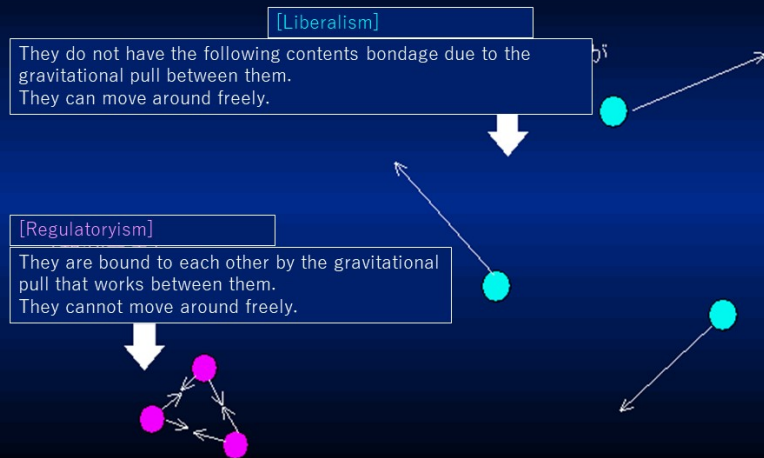 [Liberalism]
They do not have the following contents bondage due to the
gravitational pull between them.
They can move around freely.
が
[Regulatoryism]
They are bound to each other by the gravitational
pull that works between them.
They cannot move around freely.